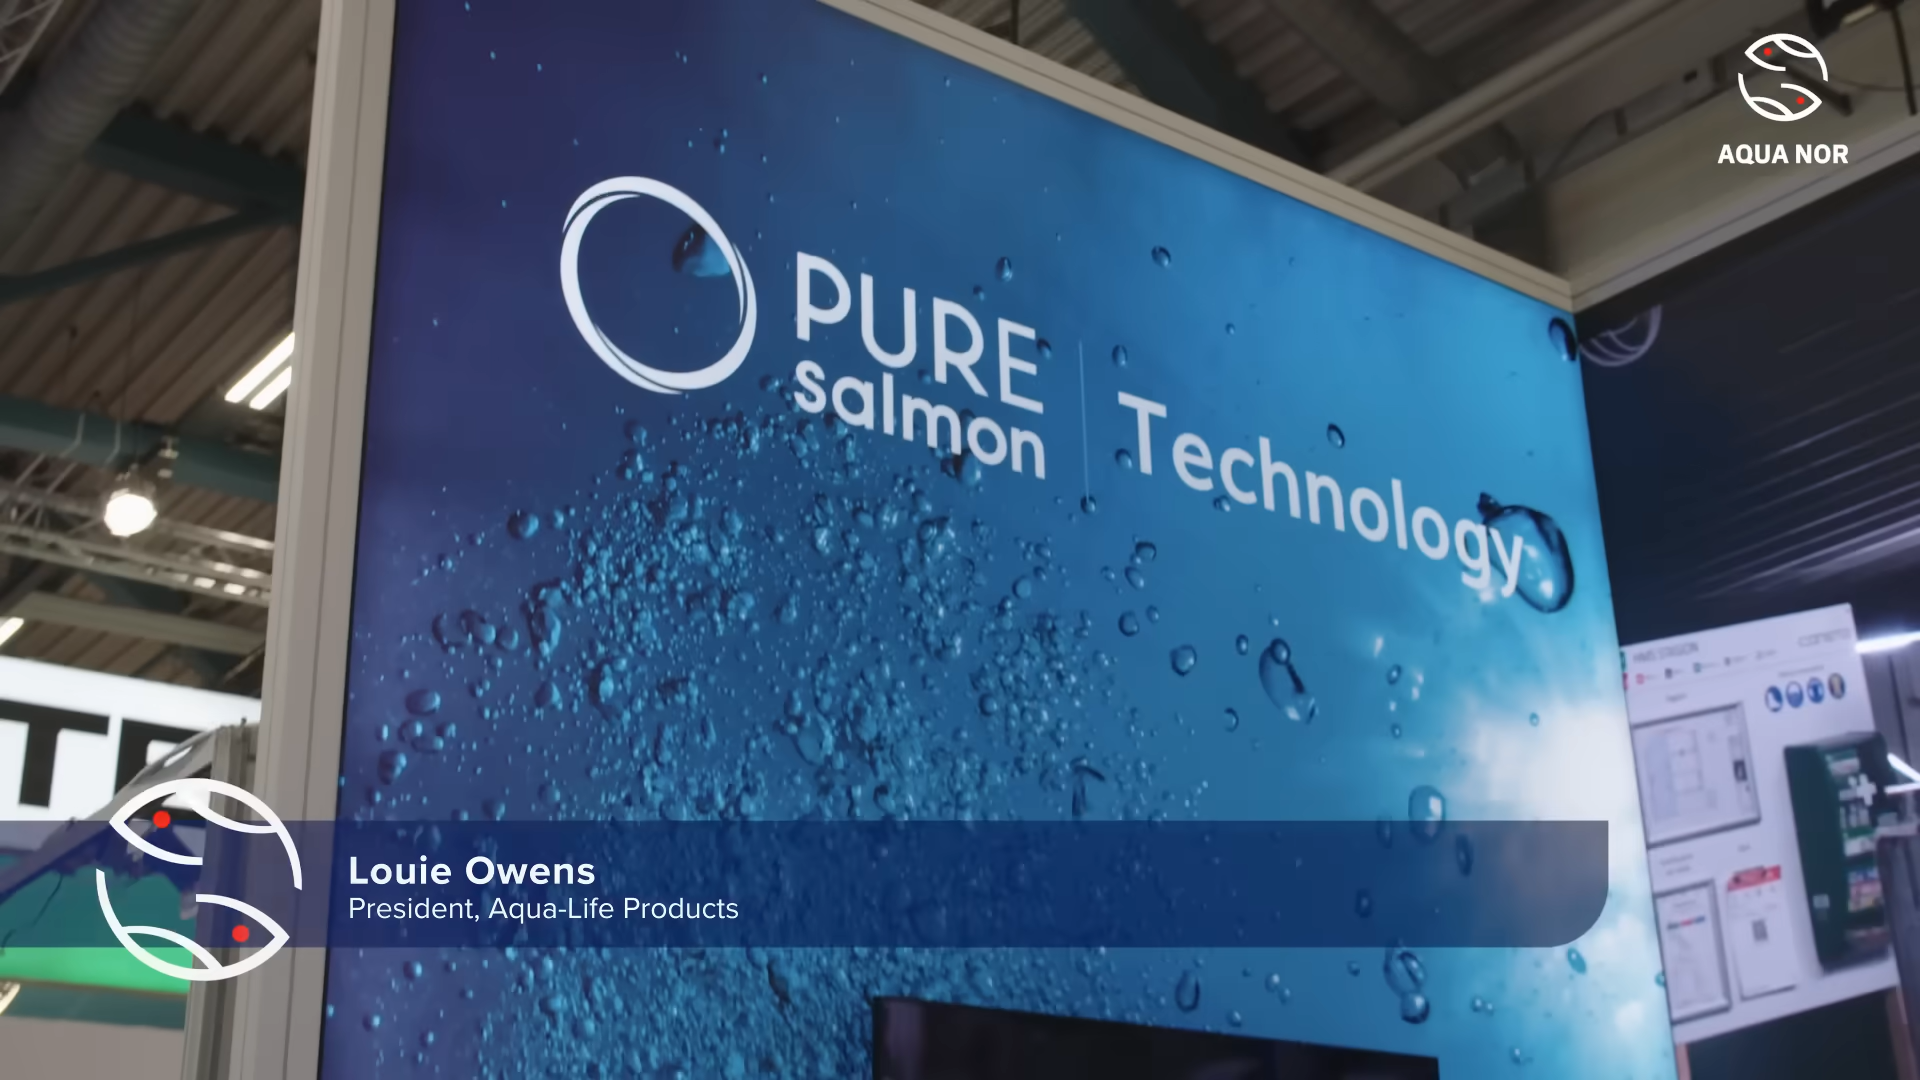 AQUA NOR
PURE
salmon
Technology
Louie Owens
President, Aqua-Life Products